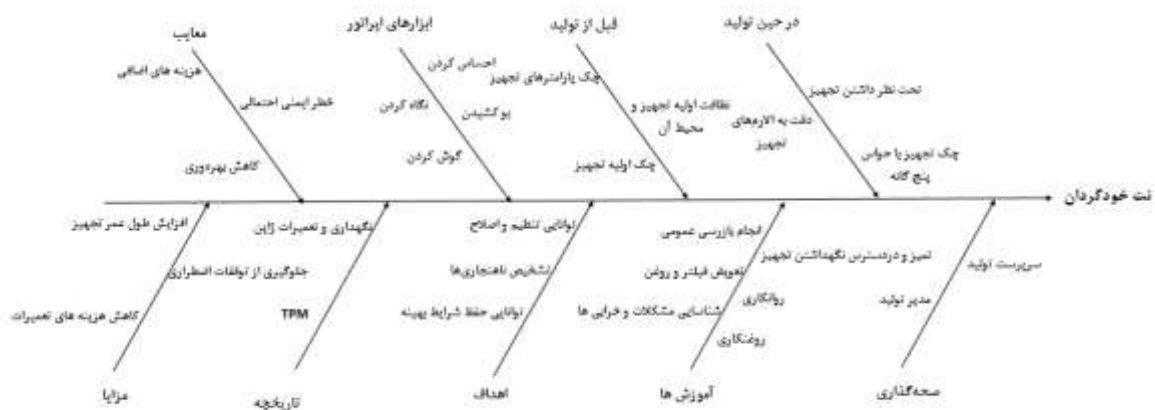 در حین تولید
قبل از تولید
ابزارهای اپراتور
معایب
تحت نظر داشتن تجهیز
دقت به آلارم‌های
تجهیز
چک تجهیز با حواس
پنج گانه
چک پارامترهای تجهیز
نظافت اولیه تجهیز و
محیط آن
چک اولیه تجهیز
احساس کردن
بو کشیدن
نگاه کردن
گوش کردن
هزینه های اضافی
خطر ایمنی احتمالی
کاهش بهره‌وری
نت خودگردان
سرپرست تولید
مدیر تولید
صحه‌گذاری
انجام بازرسی عمومی
تمیز و دردسترس نگهداشتن تجهیز
تعویض فیلتر و روغن
روانکاری
شناسایی مشکلات و خرابی ها
روغنکاری
آموزش ها
توانایی تنظیم و اصلاح
تشخیص ناهنجاری‌ها
توانایی حفظ شرایط بهینه
اهداف
نگهداری و تعمیرات ژاپن
جلوگیری از توقفات اضطراری
TPM
تاریخچه
افزایش طول عمر تجهیز
کاهش هزینه های تعمیرات
مزایا